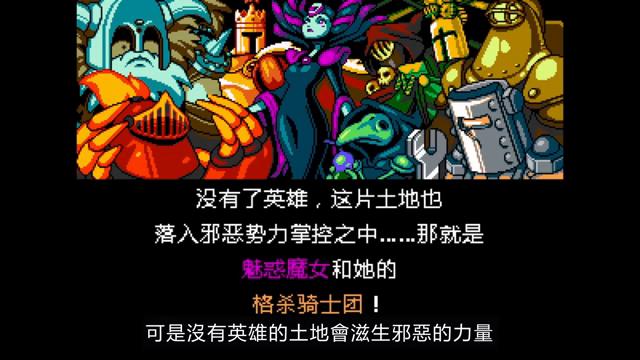 没有了英雄，这片土地也
落入邪恶势力掌控之中……那就是
魅惑魔女和她的
格杀骑士团！
可是沒有英雄的土地會滋生邪惡的力量